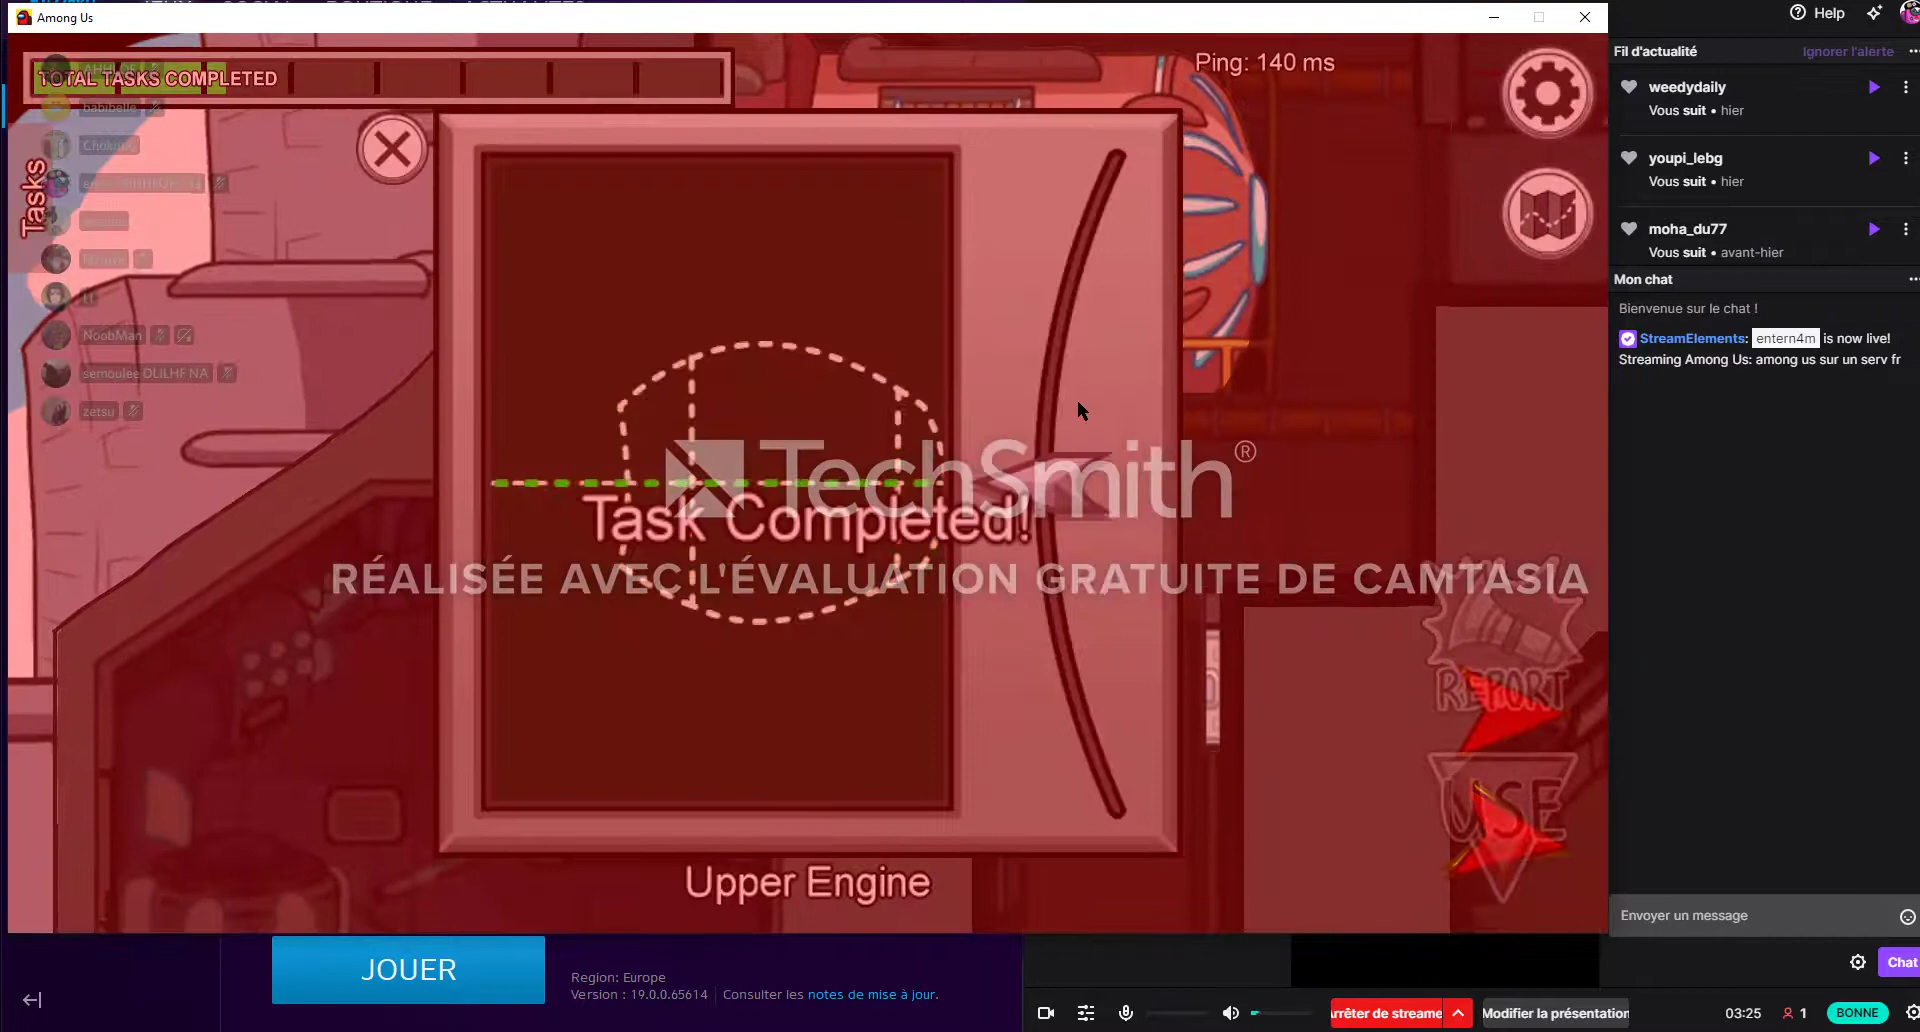 Among Us
Help
TOTAL TASKS COMPLETED
Ping: 140 ms
Tasks
babibelle
NoobMan
semoulee DLILHF NA
zetsu
Task Completed!
TechSmith®
RÉALISÉE AVEC L'ÉVALUATION GRATUITE DE CAMTASIA
REPORT
USE
Upper Engine
Fil d'actualité
Ignorer l'alerte
weedydaily
Vous suit • hier
youpi_lebg
Vous suit • hier
moha_du77
Vous suit • avant-hier
Mon chat
Bienvenue sur le chat !
StreamElements: entern4m is now live!
Streaming Among Us: among us sur un serv fr
Envoyer un message
Chat
JOUER
Region: Europe
Version : 19.0.0.65614 | Consulter les notes de mise à jour.
rrêter de streame
Modifier la présentation
03:25
1
BONNE